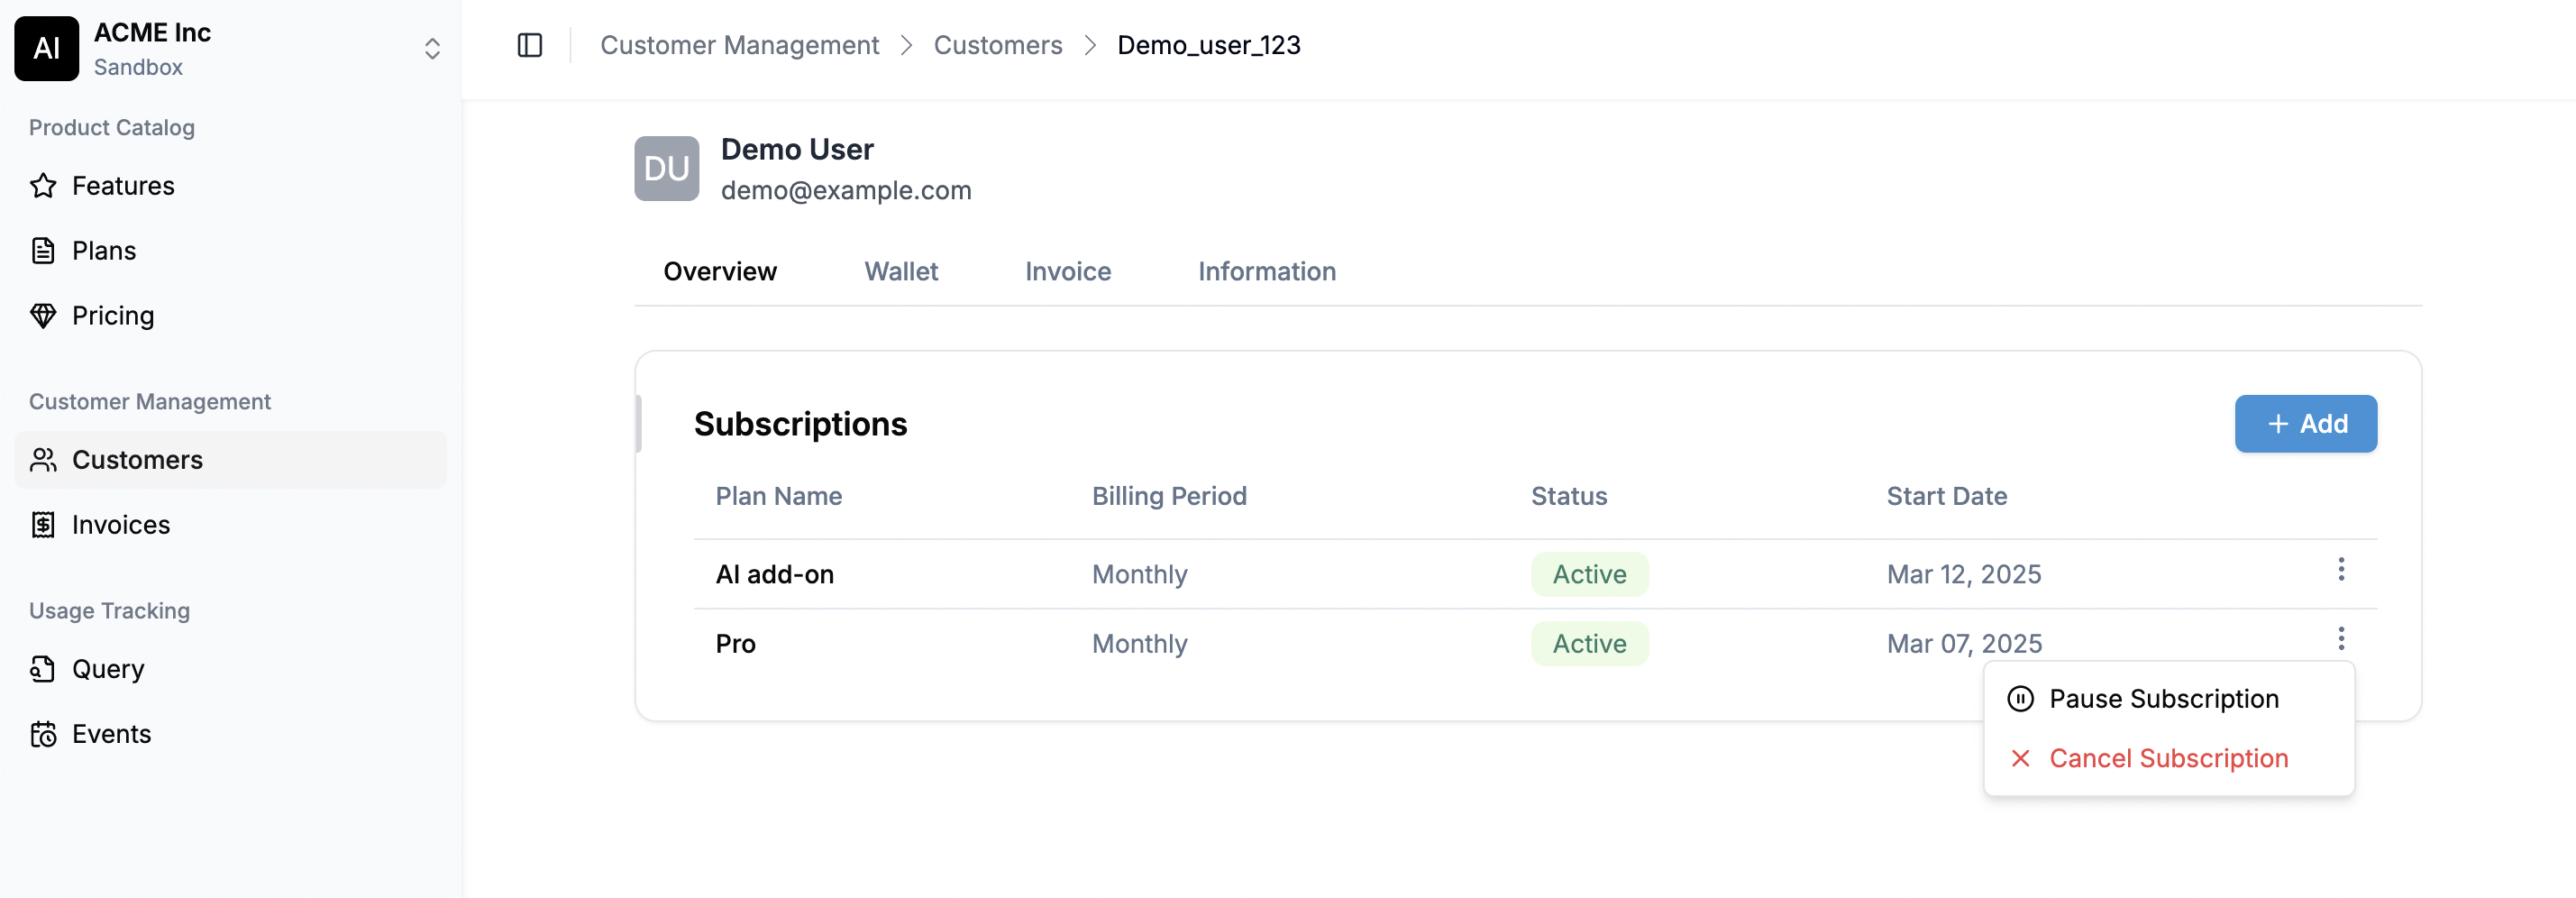 AI
ACME Inc
Sandbox
Product Catalog
Features
Plans
Pricing
Customer Management
Customers
Invoices
Usage Tracking
Query
Events
Customer Management > Customers > Demo_user_123
DU
Demo User
demo@example.com
Overview Wallet Invoice Information
Subscriptions
+ Add
Plan Name Billing Period Status Start Date
AI add-on Monthly Active Mar 12, 2025
Pro Monthly Active Mar 07, 2025
Pause Subscription
Cancel Subscription